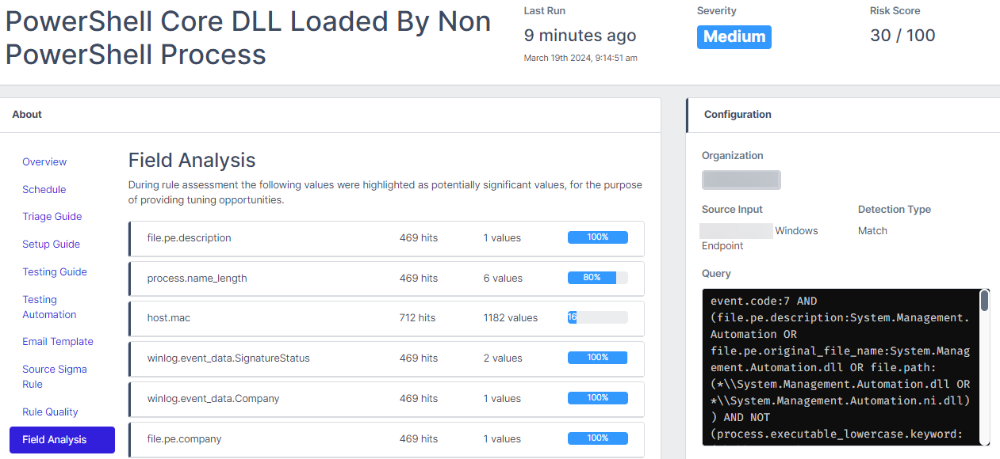 PowerShell Core DLL Loaded By Non
PowerShell Process
Last Run
9 minutes ago
March 19th 2024, 9:14:51 am
Severity
Medium
Risk Score
30 / 100
About
Overview
Schedule
Triage Guide
Setup Guide
Testing Guide
Testing
Automation
Email Template
Source Sigma
Rule
Rule Quality
Field Analysis
Field Analysis
During rule assessment the following values were highlighted as potentially significant values, for the purpose
of providing tuning opportunities.
file.pe.description 469 hits 1 values 100%
process.name_length 469 hits 6 values 80%
host.mac 712 hits 1182 values 16
winlog.event_data.SignatureStatus 469 hits 2 values 100%
winlog.event_data.Company 469 hits 1 values 100%
file.pe.company 469 hits 1 values 100%
Configuration
Organization
Source Input
Windows
Endpoint
Detection Type
Match
Query
event.code:7 AND
(file.pe.description:System.Management.
Automation OR
file.pe.original_file_name:System.Manag
ement.Automation.dll OR file.path:
(*\\System.Management.Automation.dll OR
*\\System.Management.Automation.ni.dll)
) AND NOT
(process.executable_lowercase.keyword: